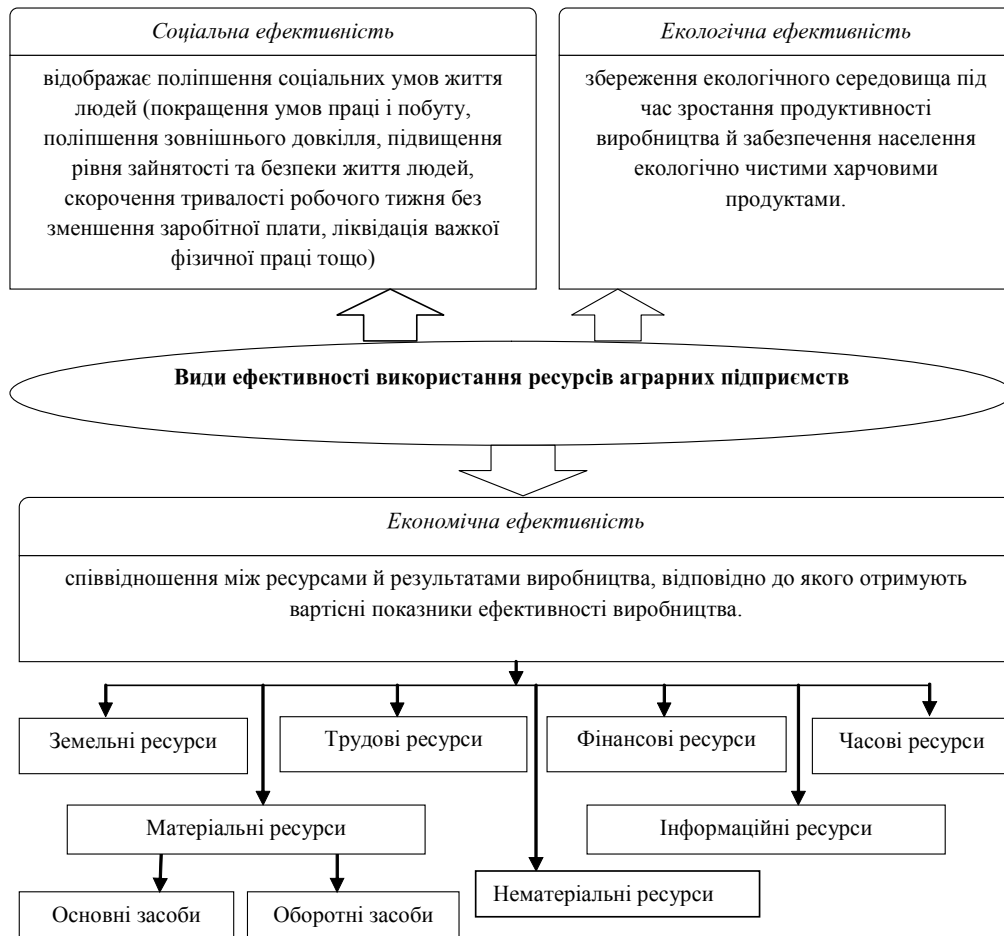 Соціальна ефективність
відображає поліпшення соціальних умов життя
людей (покращення умов праці і побуту,
поліпшення зовнішнього довкілля, підвищення
рівня зайнятості та безпеки життя людей,
скорочення тривалості робочого тижня без
зменшення заробітної плати, ліквідація важкої
фізичної праці тощо)
Екологічна ефективність
збереження екологічного середовища під
час зростання продуктивності
виробництва й забезпечення населення
екологічно чистими харчовими
продуктами.
Види ефективності використання ресурсів аграрних підприємств
Економічна ефективність
співвідношення між ресурсами й результатами виробництва, відповідно до якого отримують
вартісні показники ефективності виробництва.
Земельні ресурси
Трудові ресурси
Фінансові ресурси
Часові ресурси
Матеріальні ресурси
Інформаційні ресурси
Основні засоби
Оборотні засоби
Нематеріальні ресурси